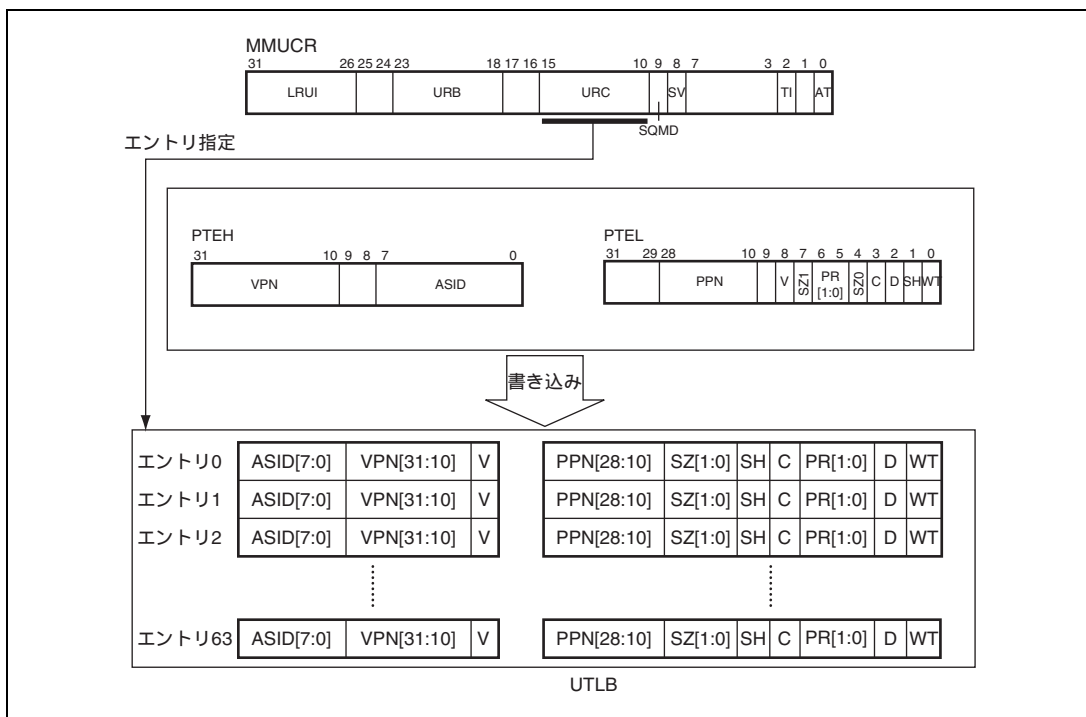 MMUCR
31 26 25 24 23 18 17 16 15 10 9 8 7 3 2 1 0
LRUI URB URC SV TI AT
SQMD
エントリ指定
PTEH
31 10 9 8 7 0
VPN ASID
PTEL
31 29 28 10 9 8 7 6 5 4 3 2 1 0
PPN V SZ1 PR [1:0] SZ0 C D SH WT
書き込み
エントリ0 ASID[7:0] VPN[31:10] V PPN[28:10] SZ[1:0] SH C PR[1:0] D WT
エントリ1 ASID[7:0] VPN[31:10] V PPN[28:10] SZ[1:0] SH C PR[1:0] D WT
エントリ2 ASID[7:0] VPN[31:10] V PPN[28:10] SZ[1:0] SH C PR[1:0] D WT
エントリ63 ASID[7:0] VPN[31:10] V PPN[28:10] SZ[1:0] SH C PR[1:0] D WT
UTLB